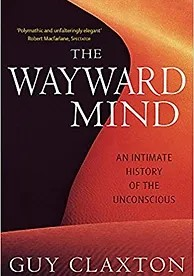 'Polymathic and unfalteringly elegant'
Robert Macfarlane, SPECTATOR
THE
WAYWARD
MIND
AN INTIMATE
HISTORY
OF THE
UNCONSCIOUS
GUY CLAXTON